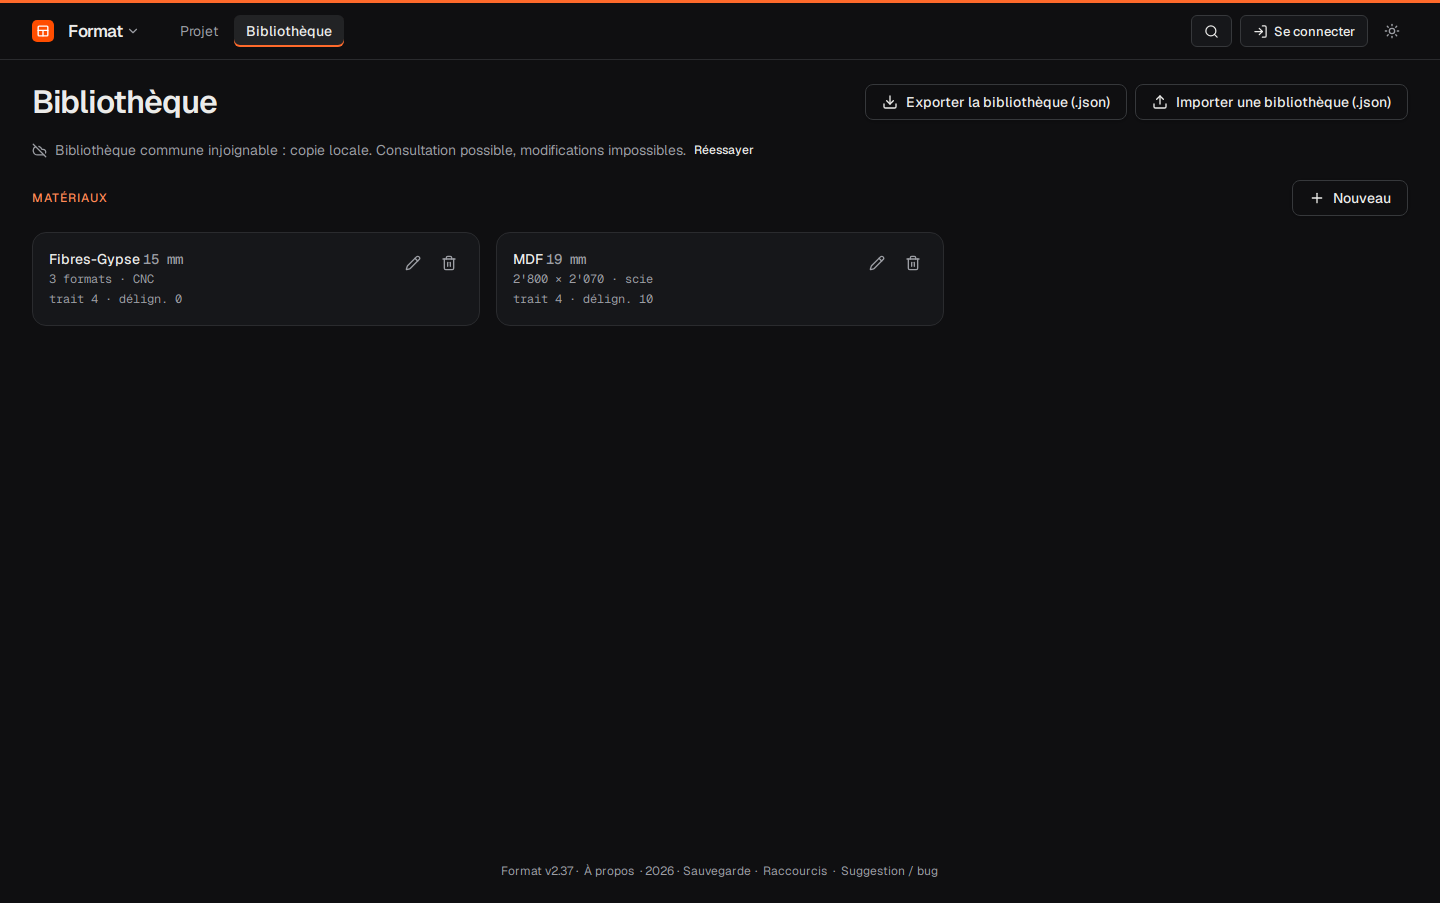 Format
Projet
Bibliothèque
Se connecter
Bibliothèque
Exporter la bibliothèque (.json)
Importer une bibliothèque (.json)
Bibliothèque commune injoignable : copie locale. Consultation possible, modifications impossibles. Réessayer
MATÉRIAUX
Nouveau
Fibres-Gypse 15 mm
3 formats · CNC
trait 4 · délign. 0
MDF 19 mm
2'800 × 2'070 · scie
trait 4 · délign. 10
Format v2.37 · À propos · 2026 · Sauvegarde · Raccourcis · Suggestion / bug